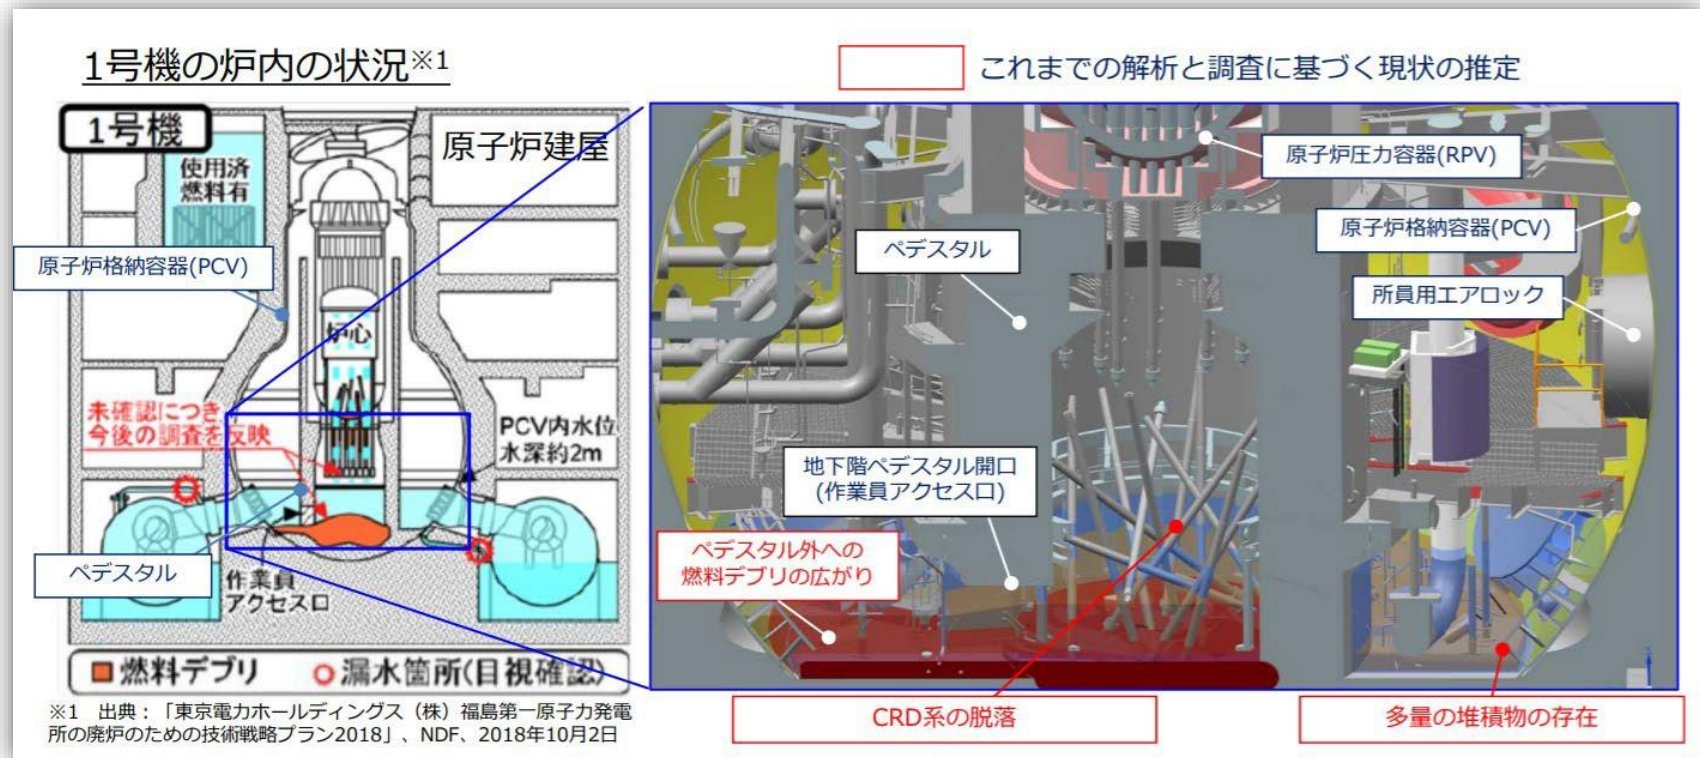 1号機の炉内の状況※1
これまでの解析と調査に基づく現状の推定
1号機
原子炉建屋
使用済
燃料有
原子炉格納容器(PCV)
炉心
未確認につき
今後の調査を反映
PCV内水位
水深約2m
ペデスタル
作業員
アクセス口
燃料デブリ
漏水箇所(目視確認)
※1 出典：「東京電力ホールディングス（株）福島第一原子力発電
所の廃炉のための技術戦略プラン2018」、NDF、2018年10月2日
原子炉圧力容器(RPV)
原子炉格納容器(PCV)
ペデスタル
所員用エアロック
地下階ペデスタル開口
(作業員アクセス口)
ペデスタル外への
燃料デブリの広がり
CRD系の脱落
多量の堆積物の存在